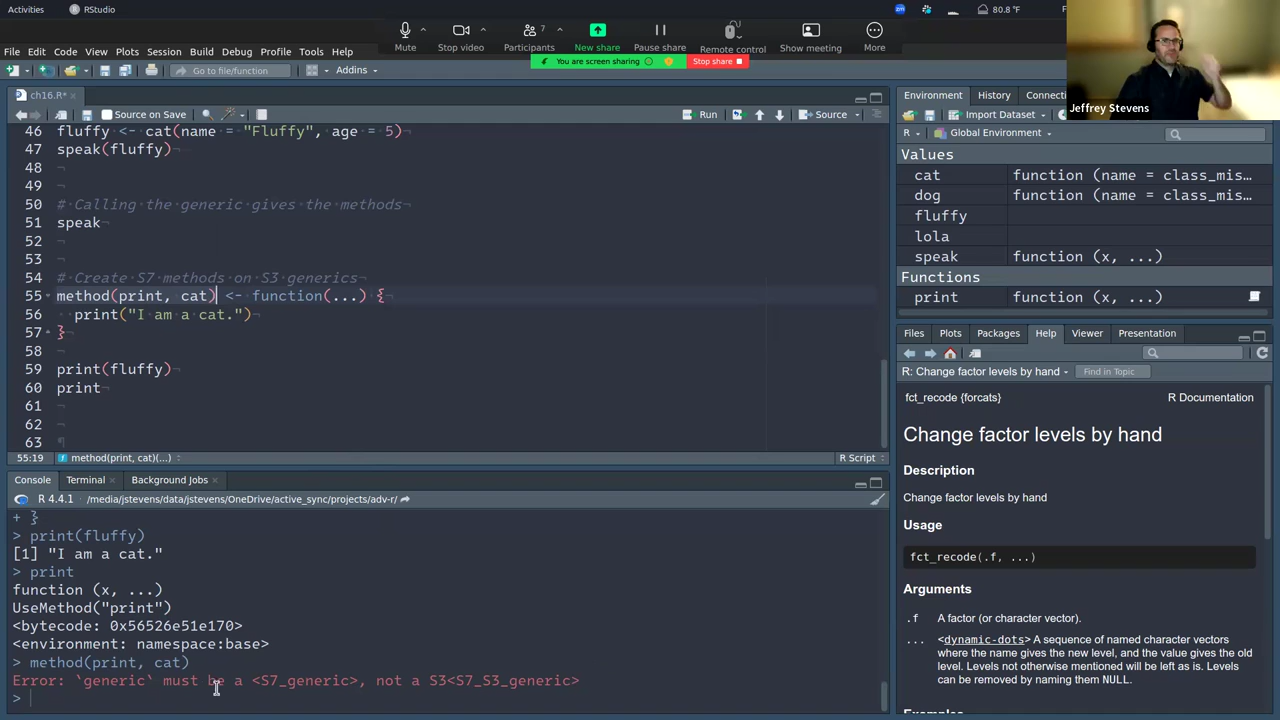 Activities RStudio 80.8 °F
Mute Stop video Participants 7 New share Pause share Remote control Show meeting More
You are screen sharing Stop share
Jeffrey Stevens
File Edit Code View Plots Session Build Debug Profile Tools Help
Go to file/function Addins
ch16.R*
Source on Save Run Source
46 fluffy <- cat(name = "Fluffy", age = 5)
47 speak(fluffy)
48
49
50 # Calling the generic gives the methods
51 speak
52
53
54 # Create S7 methods on S3 generics
55 method(print, cat) <- function(...) {
56 print("I am a cat.")
57 }
58
59 print(fluffy)
60 print
61
62
63
55:19 method(print, cat)(...) R Script
Console Terminal Background Jobs
R 4.4.1 · /media/jstevens/data/jstevens/OneDrive/active_sync/projects/adv-r/
+ }
> print(fluffy)
[1] "I am a cat."
> print
function (x, ...)
UseMethod("print")
<bytecode: 0x56526e51e170>
<environment: namespace:base>
> method(print, cat)
Error: `generic` must be a <S7_generic>, not a S3<S7_S3_generic>
>
Environment History Connecti
Import Dataset
R Global Environment
Values
cat function (name = class_mis…
dog function (name = class_mis…
fluffy
lola
speak function (x, ...)
Functions
print function (x, ...)
Files Plots Packages Help Viewer Presentation
R: Change factor levels by hand Find in Topic
fct_recode {forcats} R Documentation
Change factor levels by hand
Description
Change factor levels by hand
Usage
fct_recode(.f, ...)
Arguments
.f A factor (or character vector).
... <dynamic-dots> A sequence of named character vectors
where the name gives the new level, and the value gives the old
level. Levels not otherwise mentioned will be left as is. Levels
can be removed by naming them NULL.